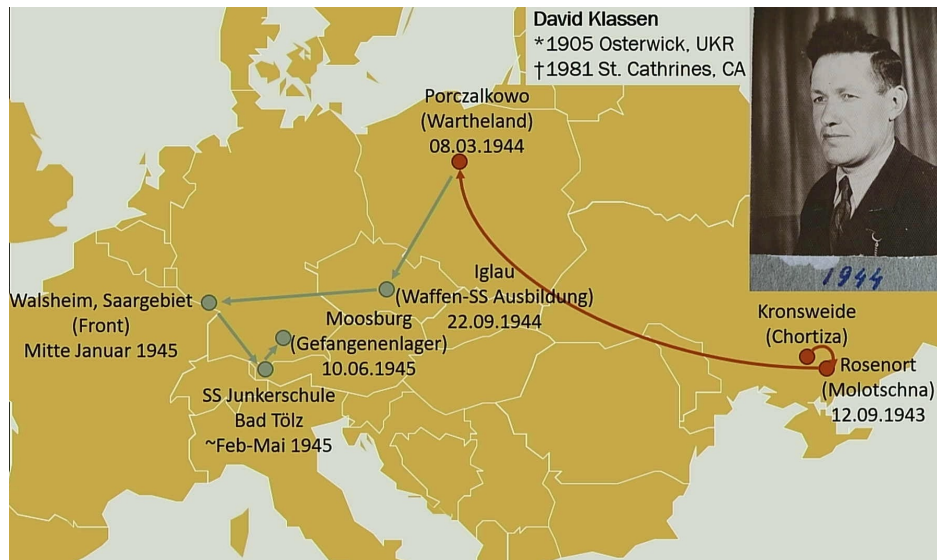 David Klassen
*1905 Osterwick, UKR
†1981 St. Cathrines, CA
1944
Porczalkowo
(Wartheland)
08.03.1944
Iglau
(Waffen-SS Ausbildung)
22.09.1944
Walsheim, Saargebiet
(Front)
Mitte Januar 1945
Moosburg
(Gefangenenlager)
10.06.1945
SS Junkerschule
Bad Tölz
~Feb-Mai 1945
Kronsweide
(Chortiza)
Rosenort
(Molotschna)
12.09.1943